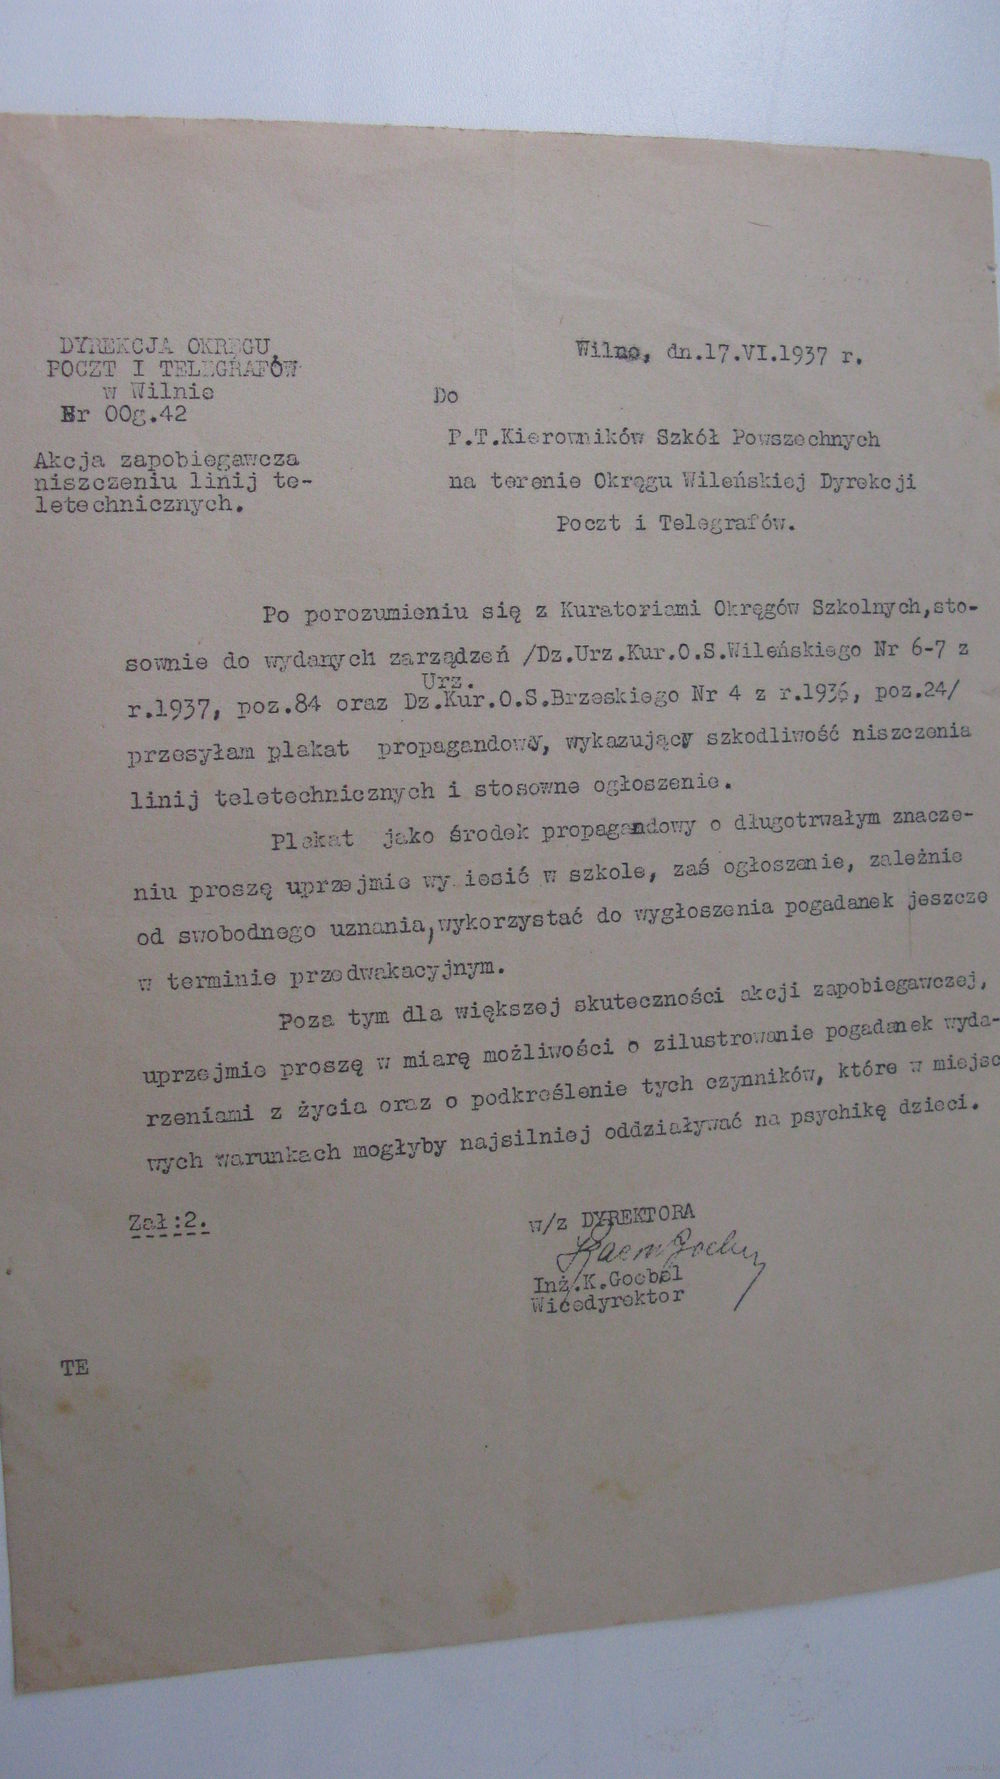 DYREKCJA OKRĘGU
POCZT I TELEGRAFÓW
w Wilnie
Nr OOg.42
Akcja zapobiegawcza
niszczeniu linij te-
letechnicznych.
Wilno, dn.17.VI.1937 r.
Do
P.T.Kierowników Szkół Powszechnych
na terenie Okręgu Wileńskiej Dyrekcji
Poczt i Telegrafów.
Po porozumieniu się z Kuratoriami Okręgów Szkolnych,sto-
sownie do wydanych zarządzeń /Dz.Urz.Kur.O.S.Wileńskiego Nr 6-7 z
Urz.
r.1937, poz.84 oraz Dz.Kur.O.S.Brzeskiego Nr 4 z r.1936, poz.24/
przesyłam plakat propagandowy, wykazujący szkodliwość niszczenia
linij teletechnicznych i stosowne ogłoszenie.
Plakat jako środek propagandowy o długotrwałym znacze-
niu proszę uprzejmie wy iesić w szkole, zaś ogłoszenie, zależnie
od swobodnego uznania,wykorzystać do wygłoszenia pogadanek jeszcze
w terminie przedwakacyjnym.
Poza tym dla większej skuteczności akcji zapobiegawczej,
uprzejmie proszę w miarę możliwości o zilustrowanie pogadanek wyda-
rzeniami z życia oraz o podkreślenie tych czynników, które w miejsc
wych warunkach mogłyby najsilniej oddziaływać na psychikę dzieci.
Zał:2.
w/z DYREKTORA
Inż.K.Goebel
Wicedyrektor
TE